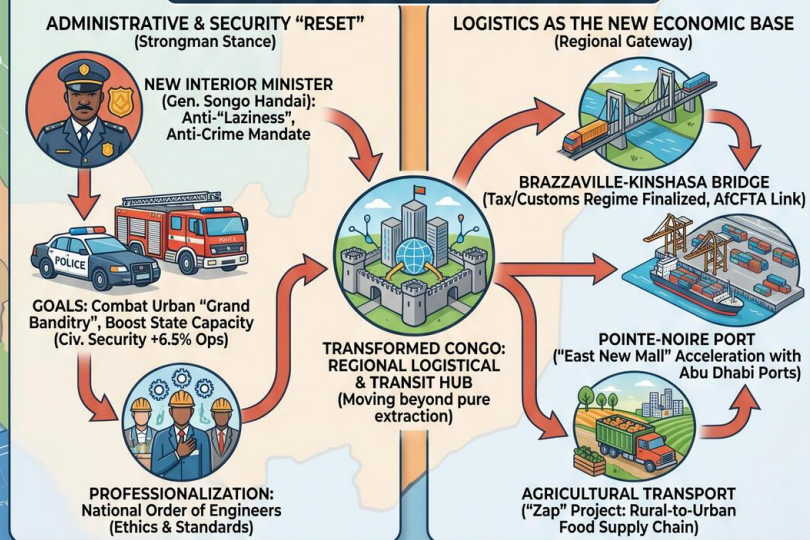 ADMINISTRATIVE & SECURITY “RESET”
(Strongman Stance)
NEW INTERIOR MINISTER
(Gen. Songo Handai):
Anti-“Laziness”,
Anti-Crime Mandate
POLICE
GOALS: Combat Urban “Grand
Banditry”, Boost State Capacity
(Civ. Security +6.5% Ops)
PROFESSIONALIZATION:
National Order of Engineers
(Ethics & Standards)
TRANSFORMED CONGO:
REGIONAL LOGISTICAL
& TRANSIT HUB
(Moving beyond pure
extraction)
LOGISTICS AS THE NEW ECONOMIC BASE
(Regional Gateway)
BRAZZAVILLE-KINSHASA BRIDGE
(Tax/Customs Regime Finalized, AfCFTA Link)
POINTE-NOIRE PORT
(“East New Mall” Acceleration with
Abu Dhabi Ports)
AGRICULTURAL TRANSPORT
(“Zap” Project: Rural-to-Urban
Food Supply Chain)